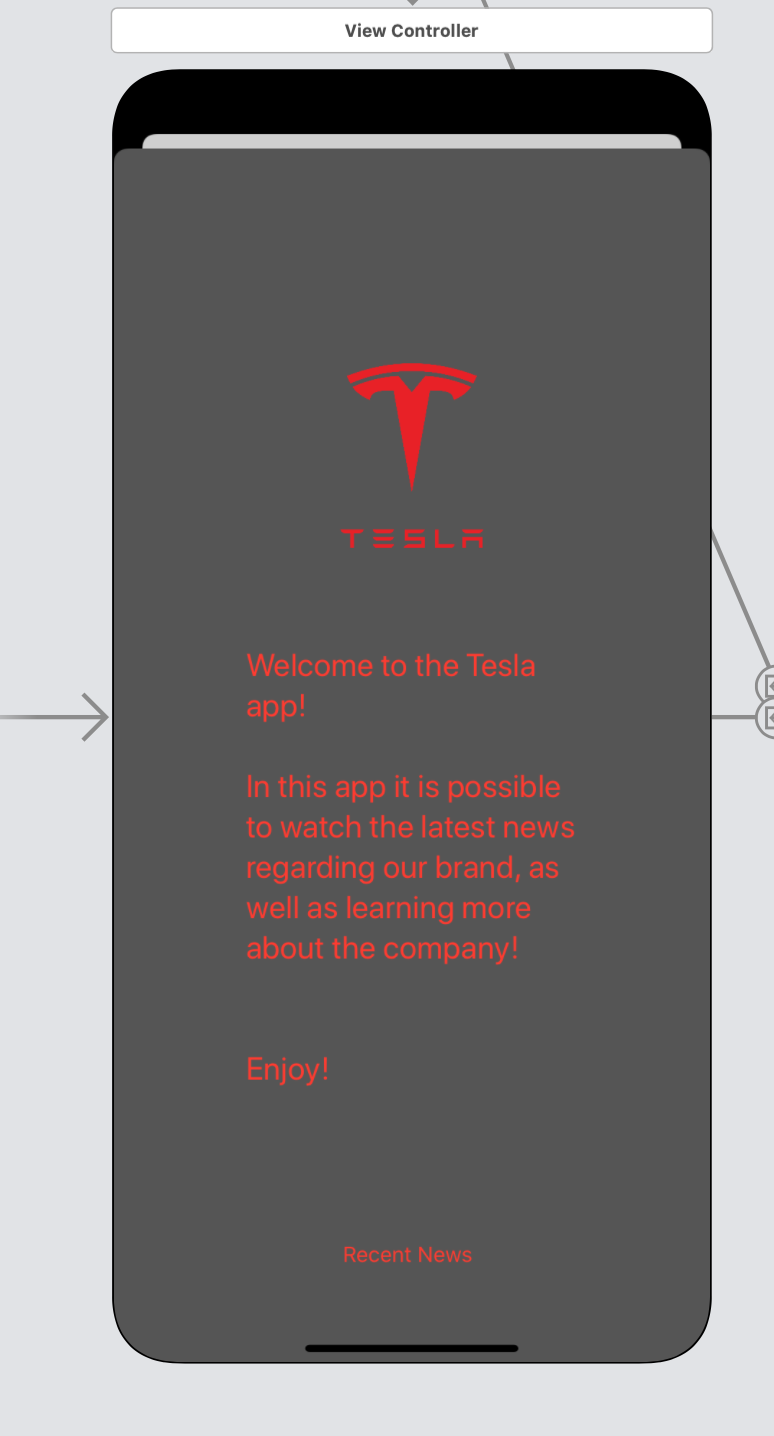 View Controller
TESLA
Welcome to the Tesla
app!
In this app it is possible
to watch the latest news
regarding our brand, as
well as learning more
about the company!
Enjoy!
Recent News